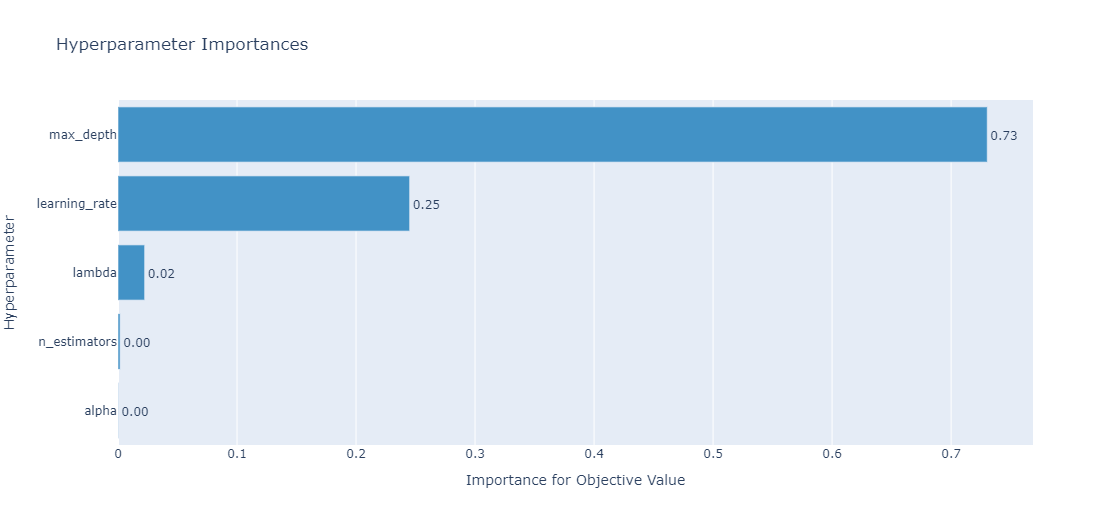 Hyperparameter Importances
Hyperparameter
max_depth 0.73
learning_rate 0.25
lambda 0.02
n_estimators 0.00
alpha 0.00
0 0.1 0.2 0.3 0.4 0.5 0.6 0.7
Importance for Objective Value